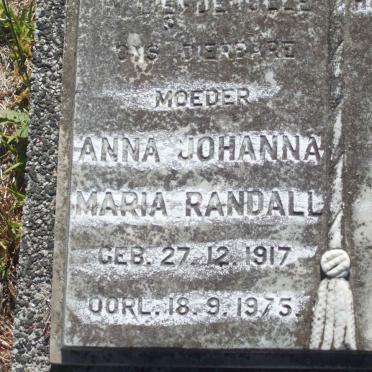 ONS DIERBARE
MOEDER
ANNA JOHANNA
MARIA RANDALL
GEB. 27. 12. 1917
OORL. 18. 9. 1975